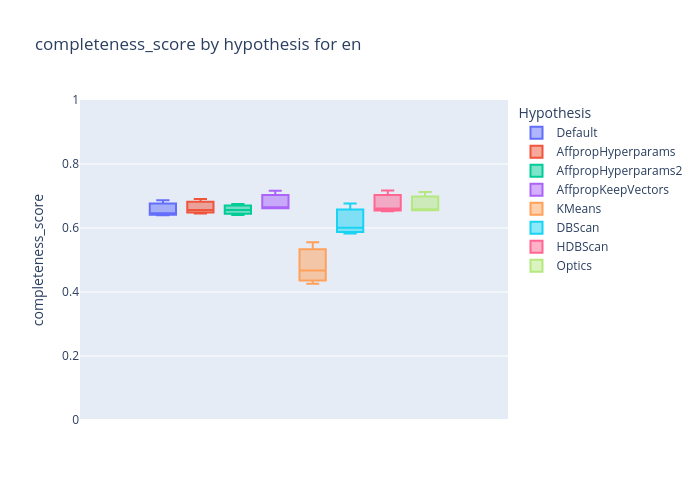 completeness_score by hypothesis for en
1
0.8
0.6
0.4
0.2
0
completeness_score
Hypothesis
Default
AffpropHyperparams
AffpropHyperparams2
AffpropKeepVectors
KMeans
DBScan
HDBScan
Optics